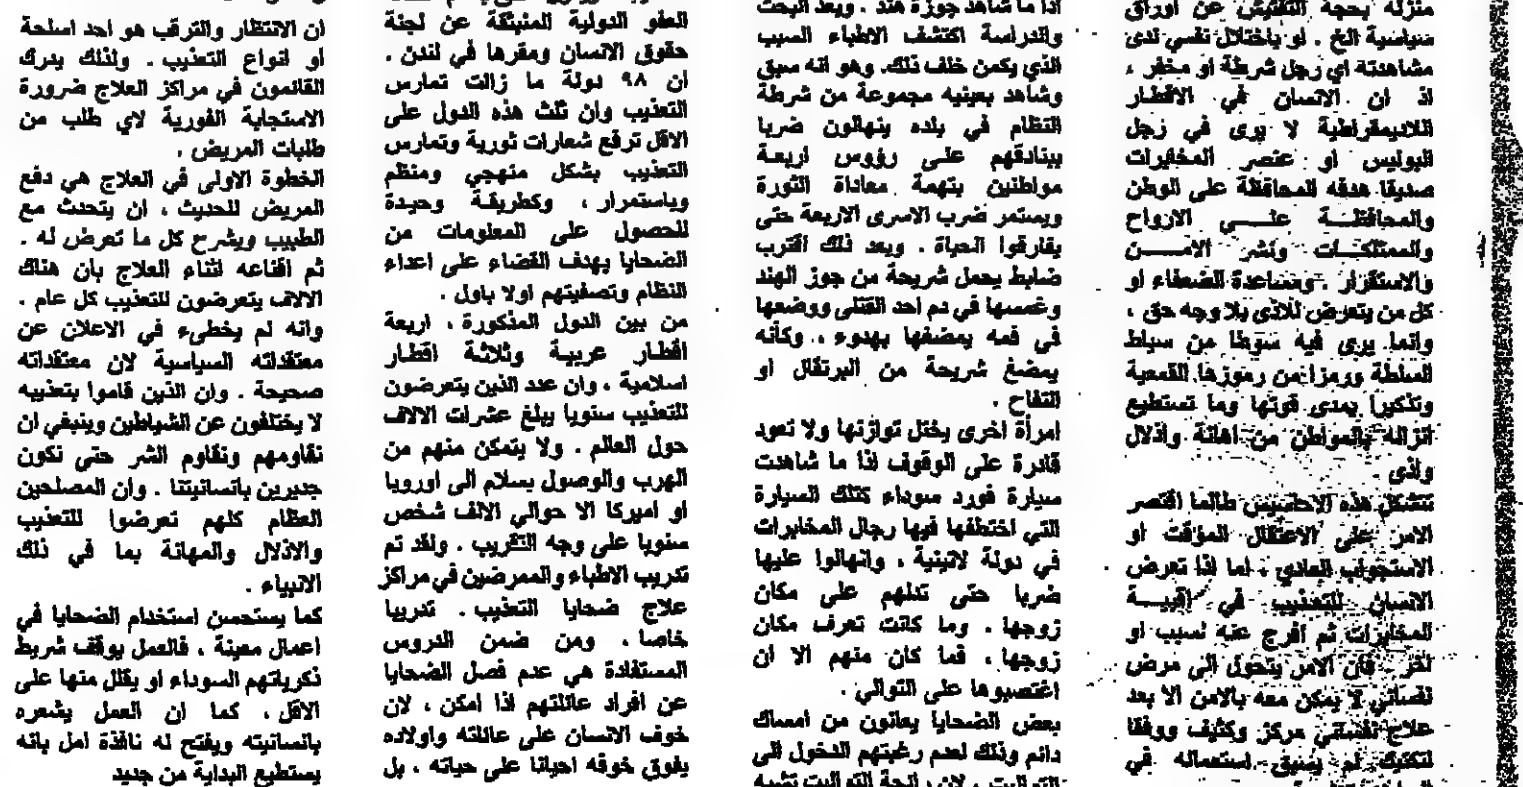 منزله بحجة التفتيش عن اوراق
سياسية الخ . او باختلال نفسي لدى
مشاهدته اي رجل شرطة او مخفر ،
اذ ان الانسان في الاقطار
اللاديمقراطية لا يرى في رجل
البوليس او عنصر المخابرات
صديقا هدفه المحافظة على الوطن
والمحافظة على الارواح
والممتلكات ونشر الامن
والاستقرار . ومساعدة الضعفاء او
كل من يتعرض للاذى بلا وجه حق ،
وانما يرى فيه سوطا من سياط
السلطة ورمزا من رموزها القمعية
وتذكيرا بمدى قوتها وما تستطيع
انزاله بالمواطن من اهانة واذلال
واذى .
تتشكل هذه الاحاسيس طالما اقتصر
الامر على الاعتقال المؤقت او
الاستجواب العادي ، اما اذا تعرض
الانسان للتعذيب في اقبية
المخابرات ثم افرج عنه لسبب او
لآخر فان الامر يتحول الى مرض
نفساني لا يمكن معه بالامن الا بعد
علاج نفساني مركز وكثيف ووفقا
لتكتيك لم يسبق استعماله في
اذا ما شاهد جوزة هند . وبعد البحث
والدراسة اكتشف الاطباء السبب
الذي يكمن خلف ذلك. وهو انه سبق
وشاهد بعينيه مجموعة من شرطة
النظام في بلده ينهالون ضربا
ببنادقهم على رؤوس اربعة
مواطنين بتهمة معاداة الثورة
ويستمر ضرب الاسرى الاربعة حتى
يفارقوا الحياة . وبعد ذلك اقترب
ضابط يحمل شريحة من جوز الهند
وغمسها في دم احد القتلى ووضعها
في فمه يمضغها بهدوء ، وكأنه
يمضغ شريحة من البرتقال او
التفاح .
امرأة اخرى يختل توازنها ولا تعود
قادرة على الوقوف اذا ما شاهدت
سيارة فورد سوداء كتلك السيارة
التي اختطفها فيها رجال المخابرات
في دولة لاتينية ، وانهالوا عليها
ضربا حتى تدلهم على مكان
زوجها . وما كانت تعرف مكان
زوجها ، فما كان منهم الا ان
اغتصبوها على التوالي .
بعض الضحايا يعانون من امساك
دائم وذلك لعدم رغبتهم الدخول الى
التواليت ، لان رائحة التواليت تشبه
العفو الدولية المنبثقة عن لجنة
حقوق الانسان ومقرها في لندن .
ان ٩٨ دولة ما زالت تمارس
التعذيب وان ثلث هذه الدول على
الاقل ترفع شعارات ثورية وتمارس
التعذيب بشكل منهجي ومنظم
وباستمرار ، وكطريقة وحيدة
للحصول على المعلومات من
الضحايا بهدف القضاء على اعداء
النظام وتصفيتهم اولا باول .
من بين الدول المذكورة ، اربعة
اقطار عربية وثلاثة اقطار
اسلامية ، وان عدد الذين يتعرضون
للتعذيب سنويا يبلغ عشرات الالاف
حول العالم . ولا يتمكن منهم من
الهرب والوصول بسلام الى اوروبا
او اميركا الا حوالي الالف شخص
سنويا على وجه التقريب . ولقد تم
تدريب الاطباء والممرضين في مراكز
علاج ضحايا التعذيب . تدريبا
خاصا ، ومن ضمن الدروس
المستفادة هي عدم فصل الضحايا
عن افراد عائلتهم اذا امكن ، لان
خوف الانسان على عائلته واولاده
يفوق خوفه احيانا على حياته ، بل
ان الانتظار والترقب هو احد اسلحة
او انواع التعذيب . ولذلك يدرك
القائمون في مراكز العلاج ضرورة
الاستجابة الفورية لاي طلب من
طلبات المريض .
الخطوة الاولى في العلاج هي دفع
المريض للحديث ، ان يتحدث مع
الطبيب ويشرح كل ما تعرض له .
ثم اقناعه اثناء العلاج بان هناك
الالاف يتعرضون للتعذيب كل عام .
وانه لم يخطىء في الاعلان عن
معتقداته السياسية لان معتقداته
صحيحة . وان الذين قاموا بتعذيبه
لا يختلفون عن الشياطين وينبغي ان
نقاومهم ونقاوم الشر حتى نكون
جديرين بانسانيتنا . وان المصلحين
العظام كلهم تعرضوا للتعذيب
والاذلال والمهانة بما في ذلك
الانبياء .
كما يستحسن استخدام الضحايا في
اعمال معينة ، فالعمل يوقف شريط
ذكرياتهم السوداء او يقلل منها على
الاقل ، كما ان العمل يشعره
بانسانيته ويفتح له نافذة امل بانه
يستطيع البداية من جديد